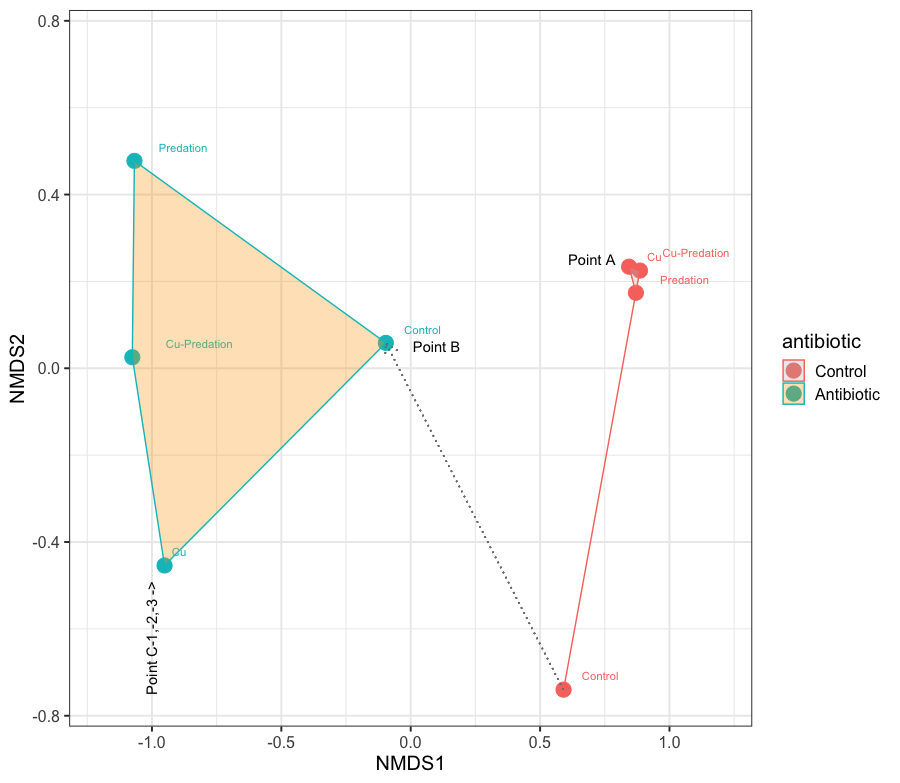 0.8
Predation
0.4
Point A
Cu
Cu-Predation
Predation
Control
Point B
Cu-Predation
0.0
NMDS2
antibiotic
Control
Antibiotic
-0.4
Cu
Point C-1,-2,-3 ->
Control
-0.8
-1.0
-0.5
0.0
0.5
1.0
NMDS1